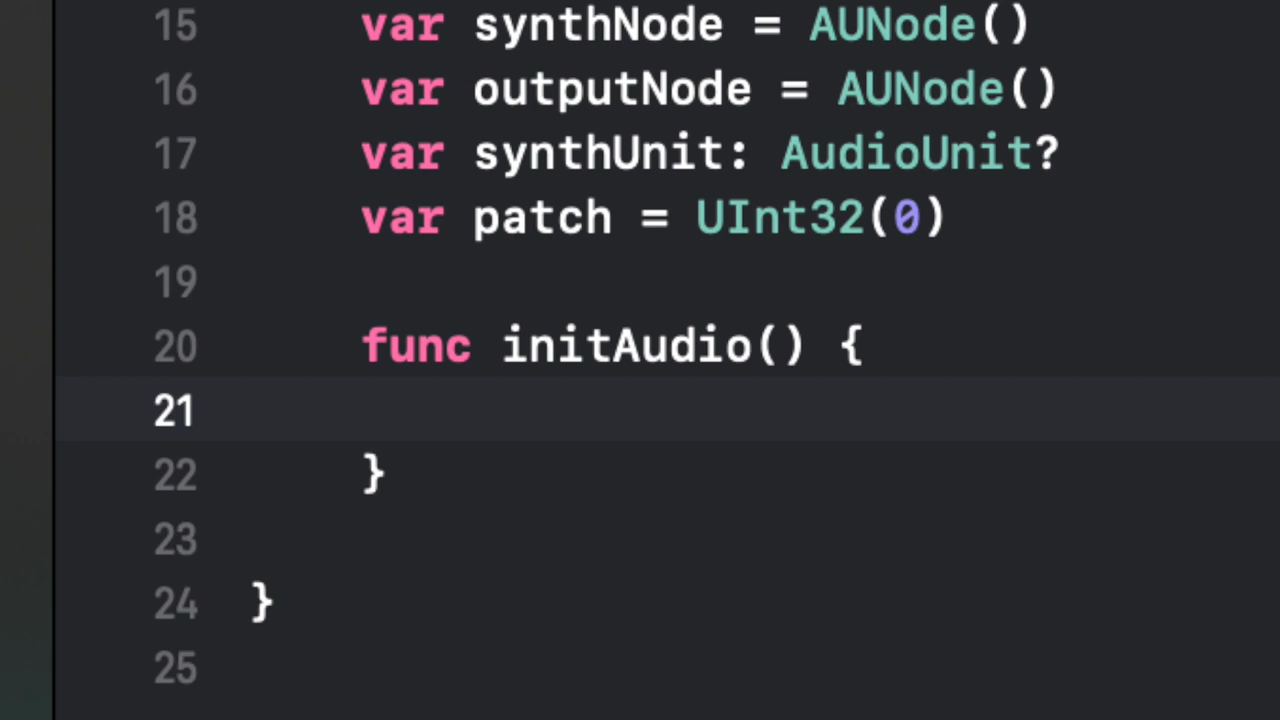 15 var synthNode = AUNode()
16 var outputNode = AUNode()
17 var synthUnit: AudioUnit?
18 var patch = UInt32(0)
19
20 func initAudio() {
21
22 }
23
24 }
25